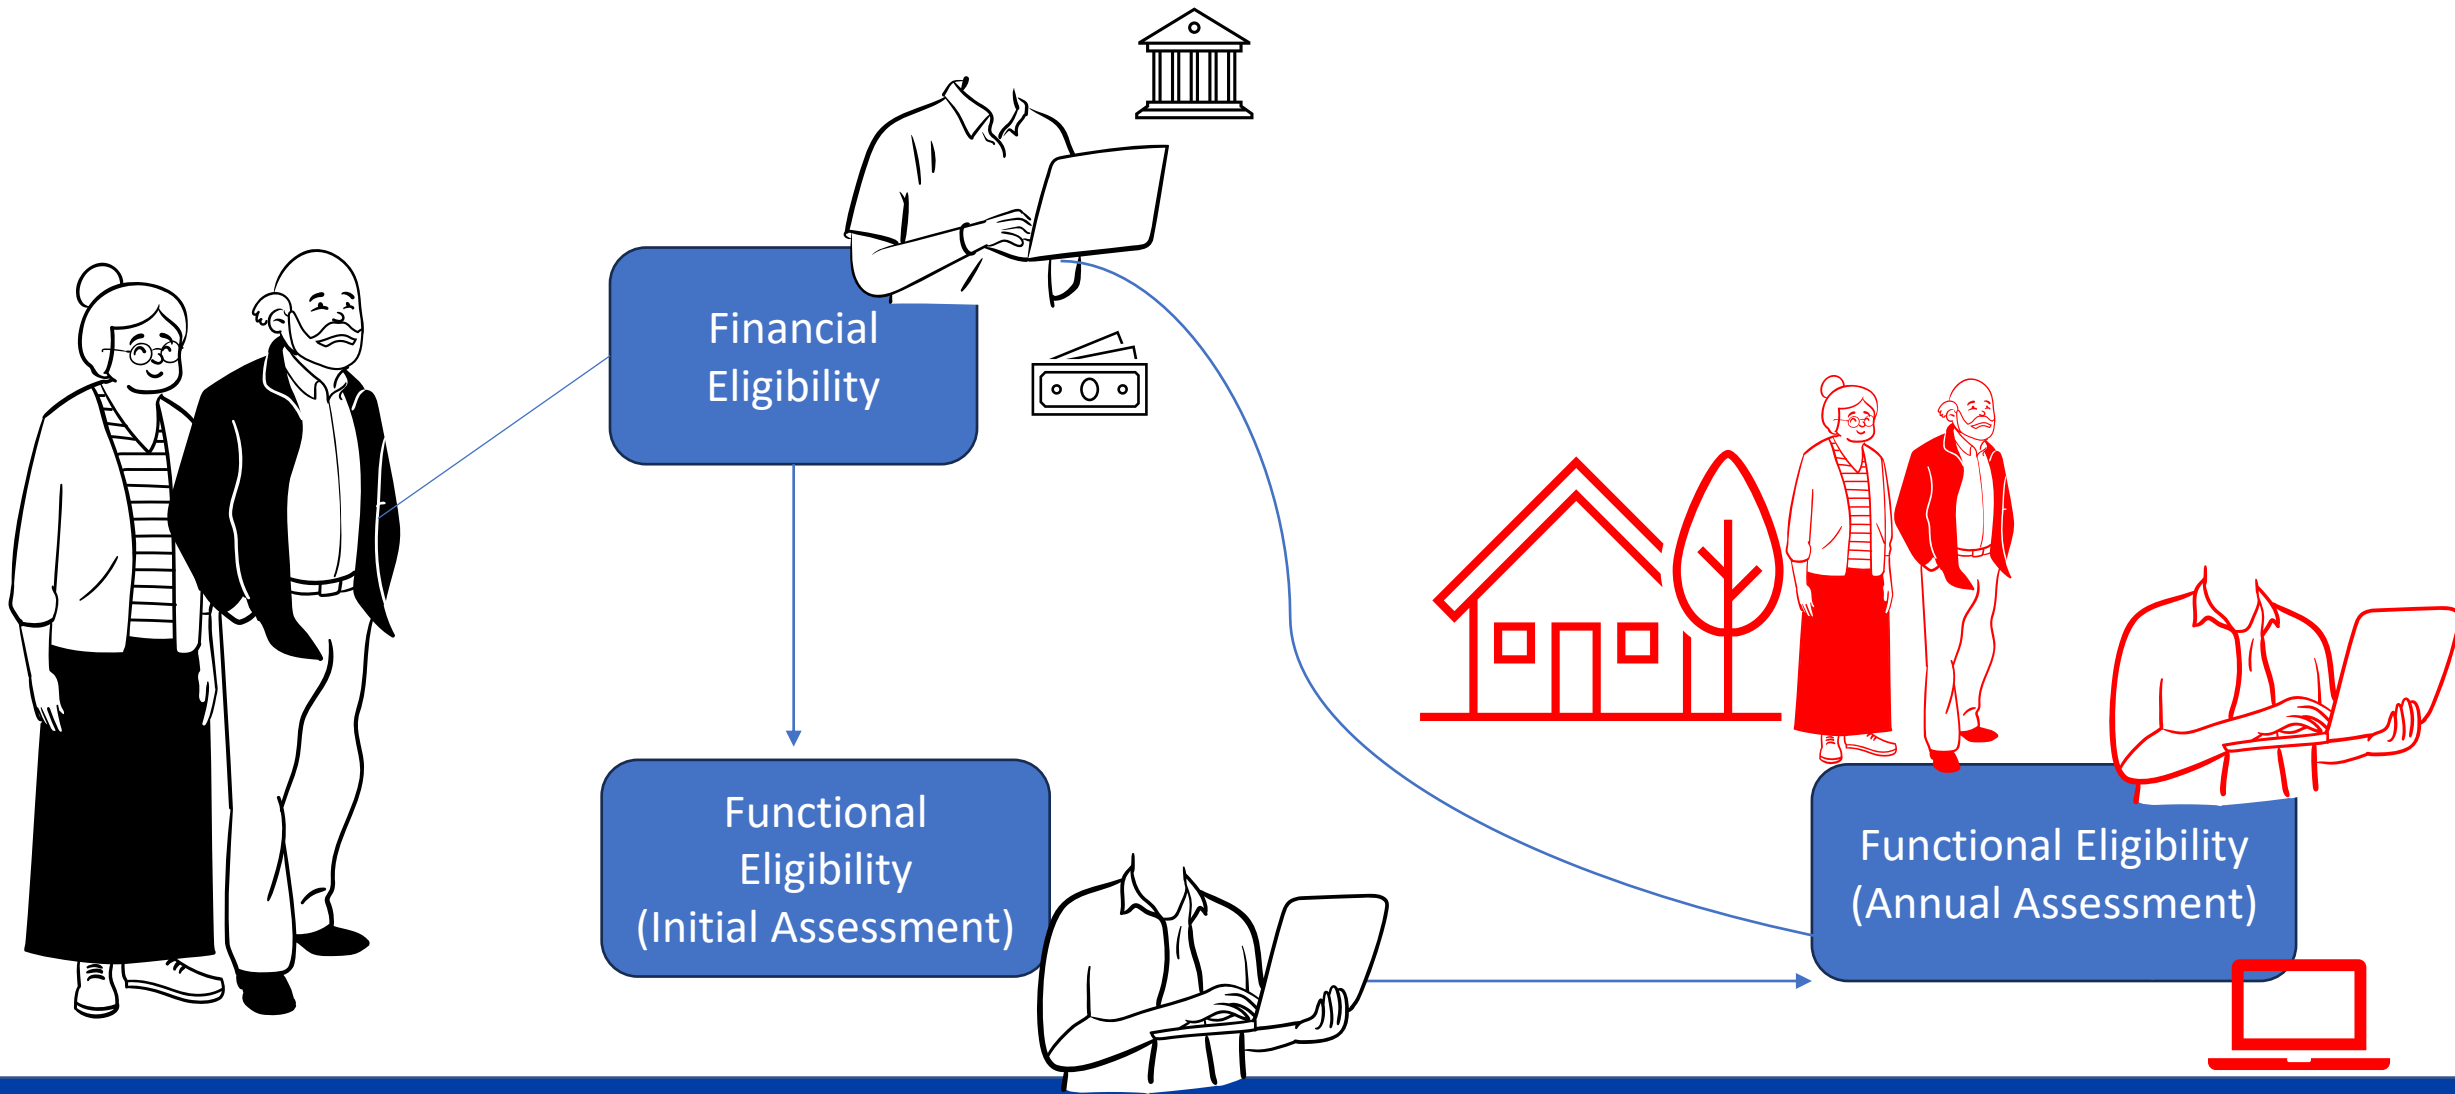 Financial
Eligibility
Functional
Eligibility
(Initial Assessment)
Functional Eligibility
(Annual Assessment)